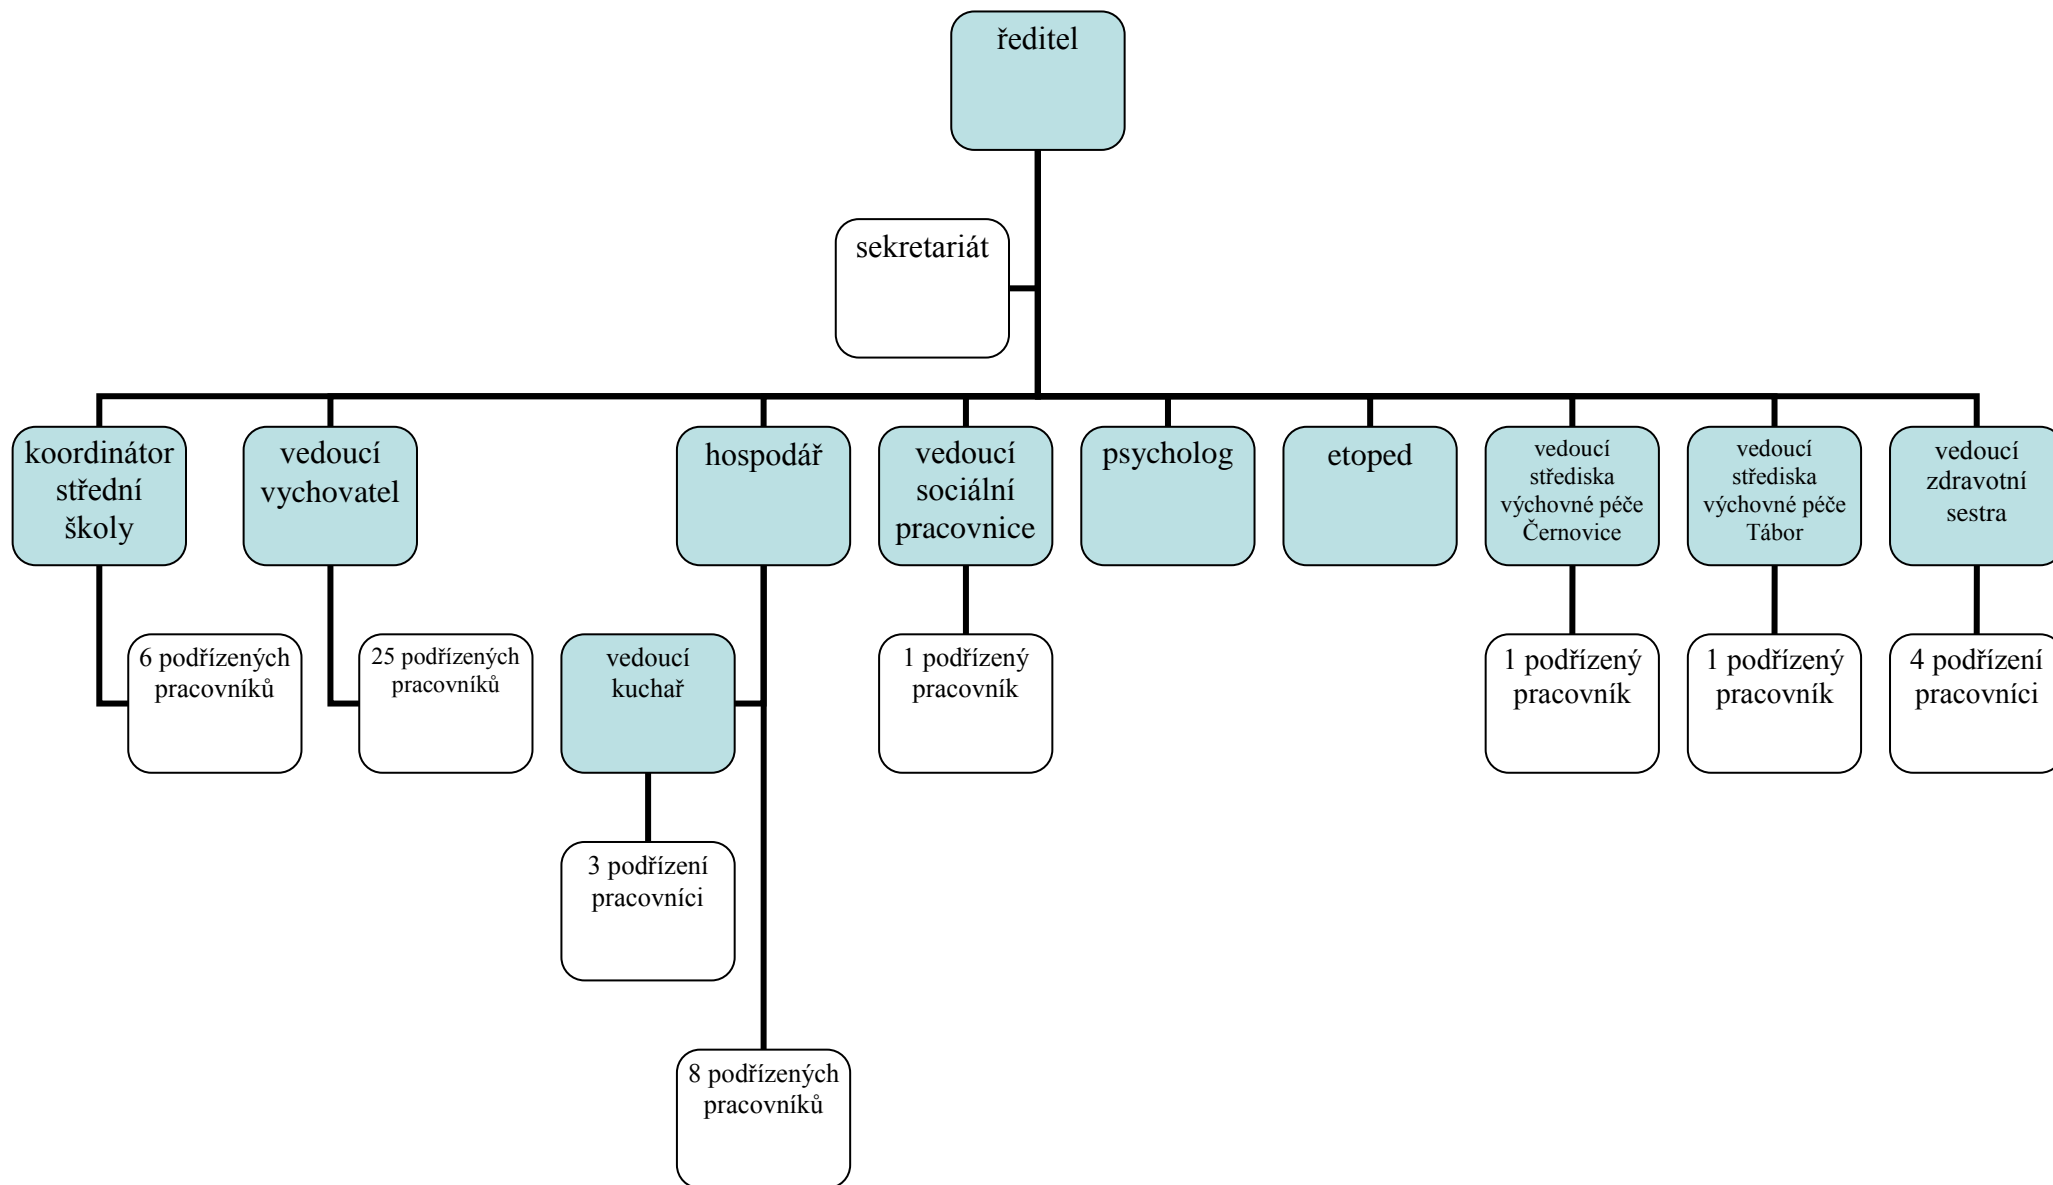 ředitel
sekretariát
koordinátor
střední
školy
vedoucí
vychovatel
hospodář
vedoucí
sociální
pracovnice
psycholog
etoped
vedoucí
střediska
výchovné péče
Černovice
vedoucí
střediska
výchovné péče
Tábor
vedoucí
zdravotní
sestra
6 podřízených
pracovníků
25 podřízených
pracovníků
vedoucí
kuchař
1 podřízený
pracovník
1 podřízený
pracovník
1 podřízený
pracovník
4 podřízení
pracovníci
3 podřízení
pracovníci
8 podřízených
pracovníků